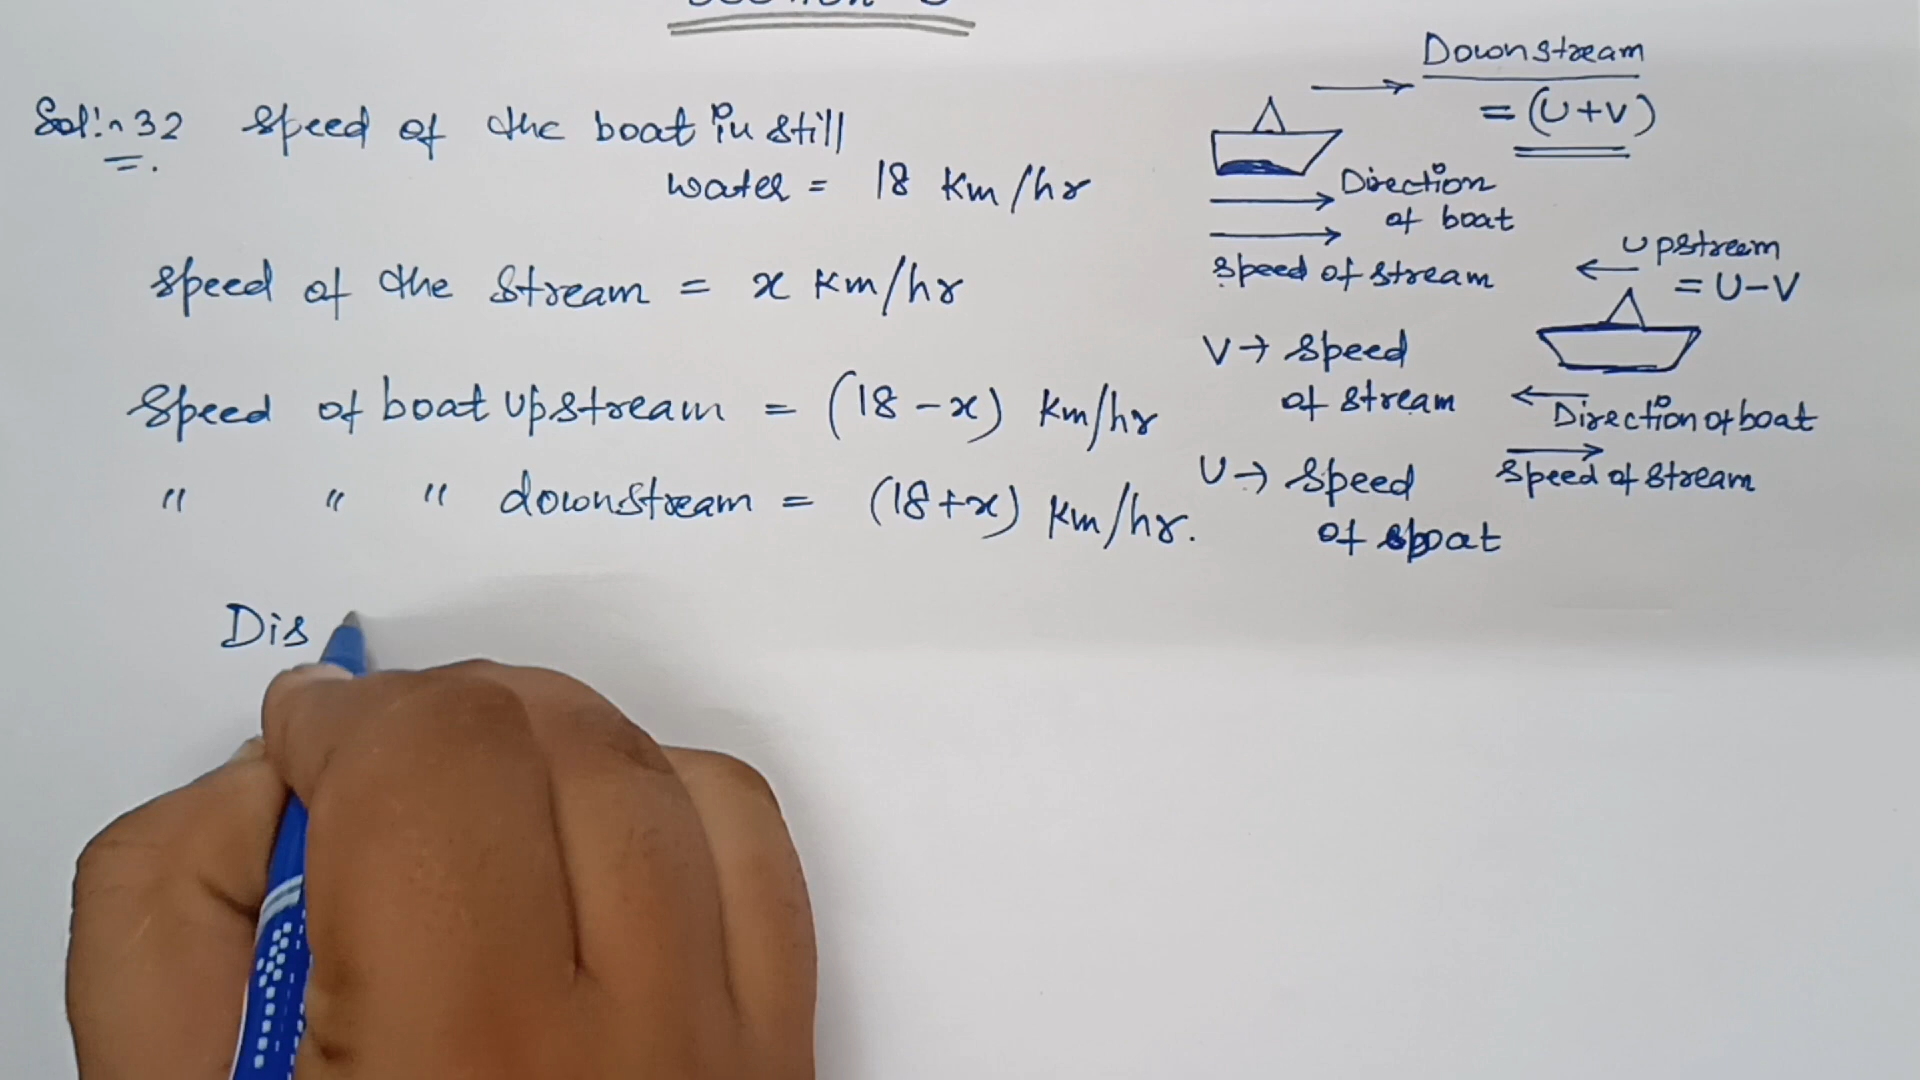 Sol!n 32 speed of the boat in still
water = 18 Km/hr
speed of the stream = x Km/hr
speed of boat upstream = (18-x) Km/hr
" " " downstream = (18+x) Km/hr.
Dis
Downstream
= (U+V)
Direction
of boat
speed of stream
upstream
= U-V
V→ speed
of stream
Direction of boat
speed of stream
U→ speed
of boat